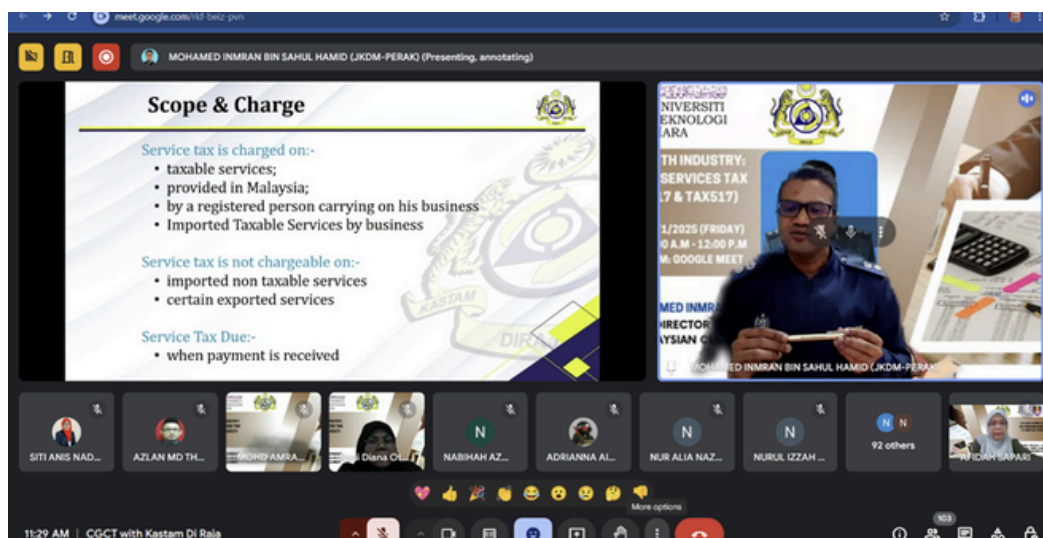 meet.google.com/rkf-beiz-pvn
MOHAMED INMRAN BIN SAHUL HAMID (JKDM-PERAK) (Presenting, annotating)
Scope & Charge
Service tax is charged on:-
• taxable services;
• provided in Malaysia;
• by a registered person carrying on his business
• Imported Taxable Services by business
Service tax is not chargeable on:-
• imported non taxable services
• certain exported services
Service Tax Due:-
• when payment is received
KASTAM
DIRAJ
NIVERSITI
EKNOLOGI
ARA
TH INDUSTRY:
SERVICES TAX
17 & TAX517)
1/2025 (FRIDAY)
0 A.M - 12:00 P.M
M: GOOGLE MEET
MED INMRA
DIRECTOR
AYSIAN C
MOHAMED INMRAN BIN SAHUL HAMID (JKDM-PERAK)
SITI ANIS NAD...
AZLAN MD TH...
MOHD AMRA...
Diana Ot...
N
NABIHAH AZ...
ADRIANNA AI...
N
NUR ALIA NAZ...
N
NURUL IZZAH ...
N N
92 others
AFIDAH SAPARI
More options
11:29 AM | CGCT with Kastam Di Raja
103